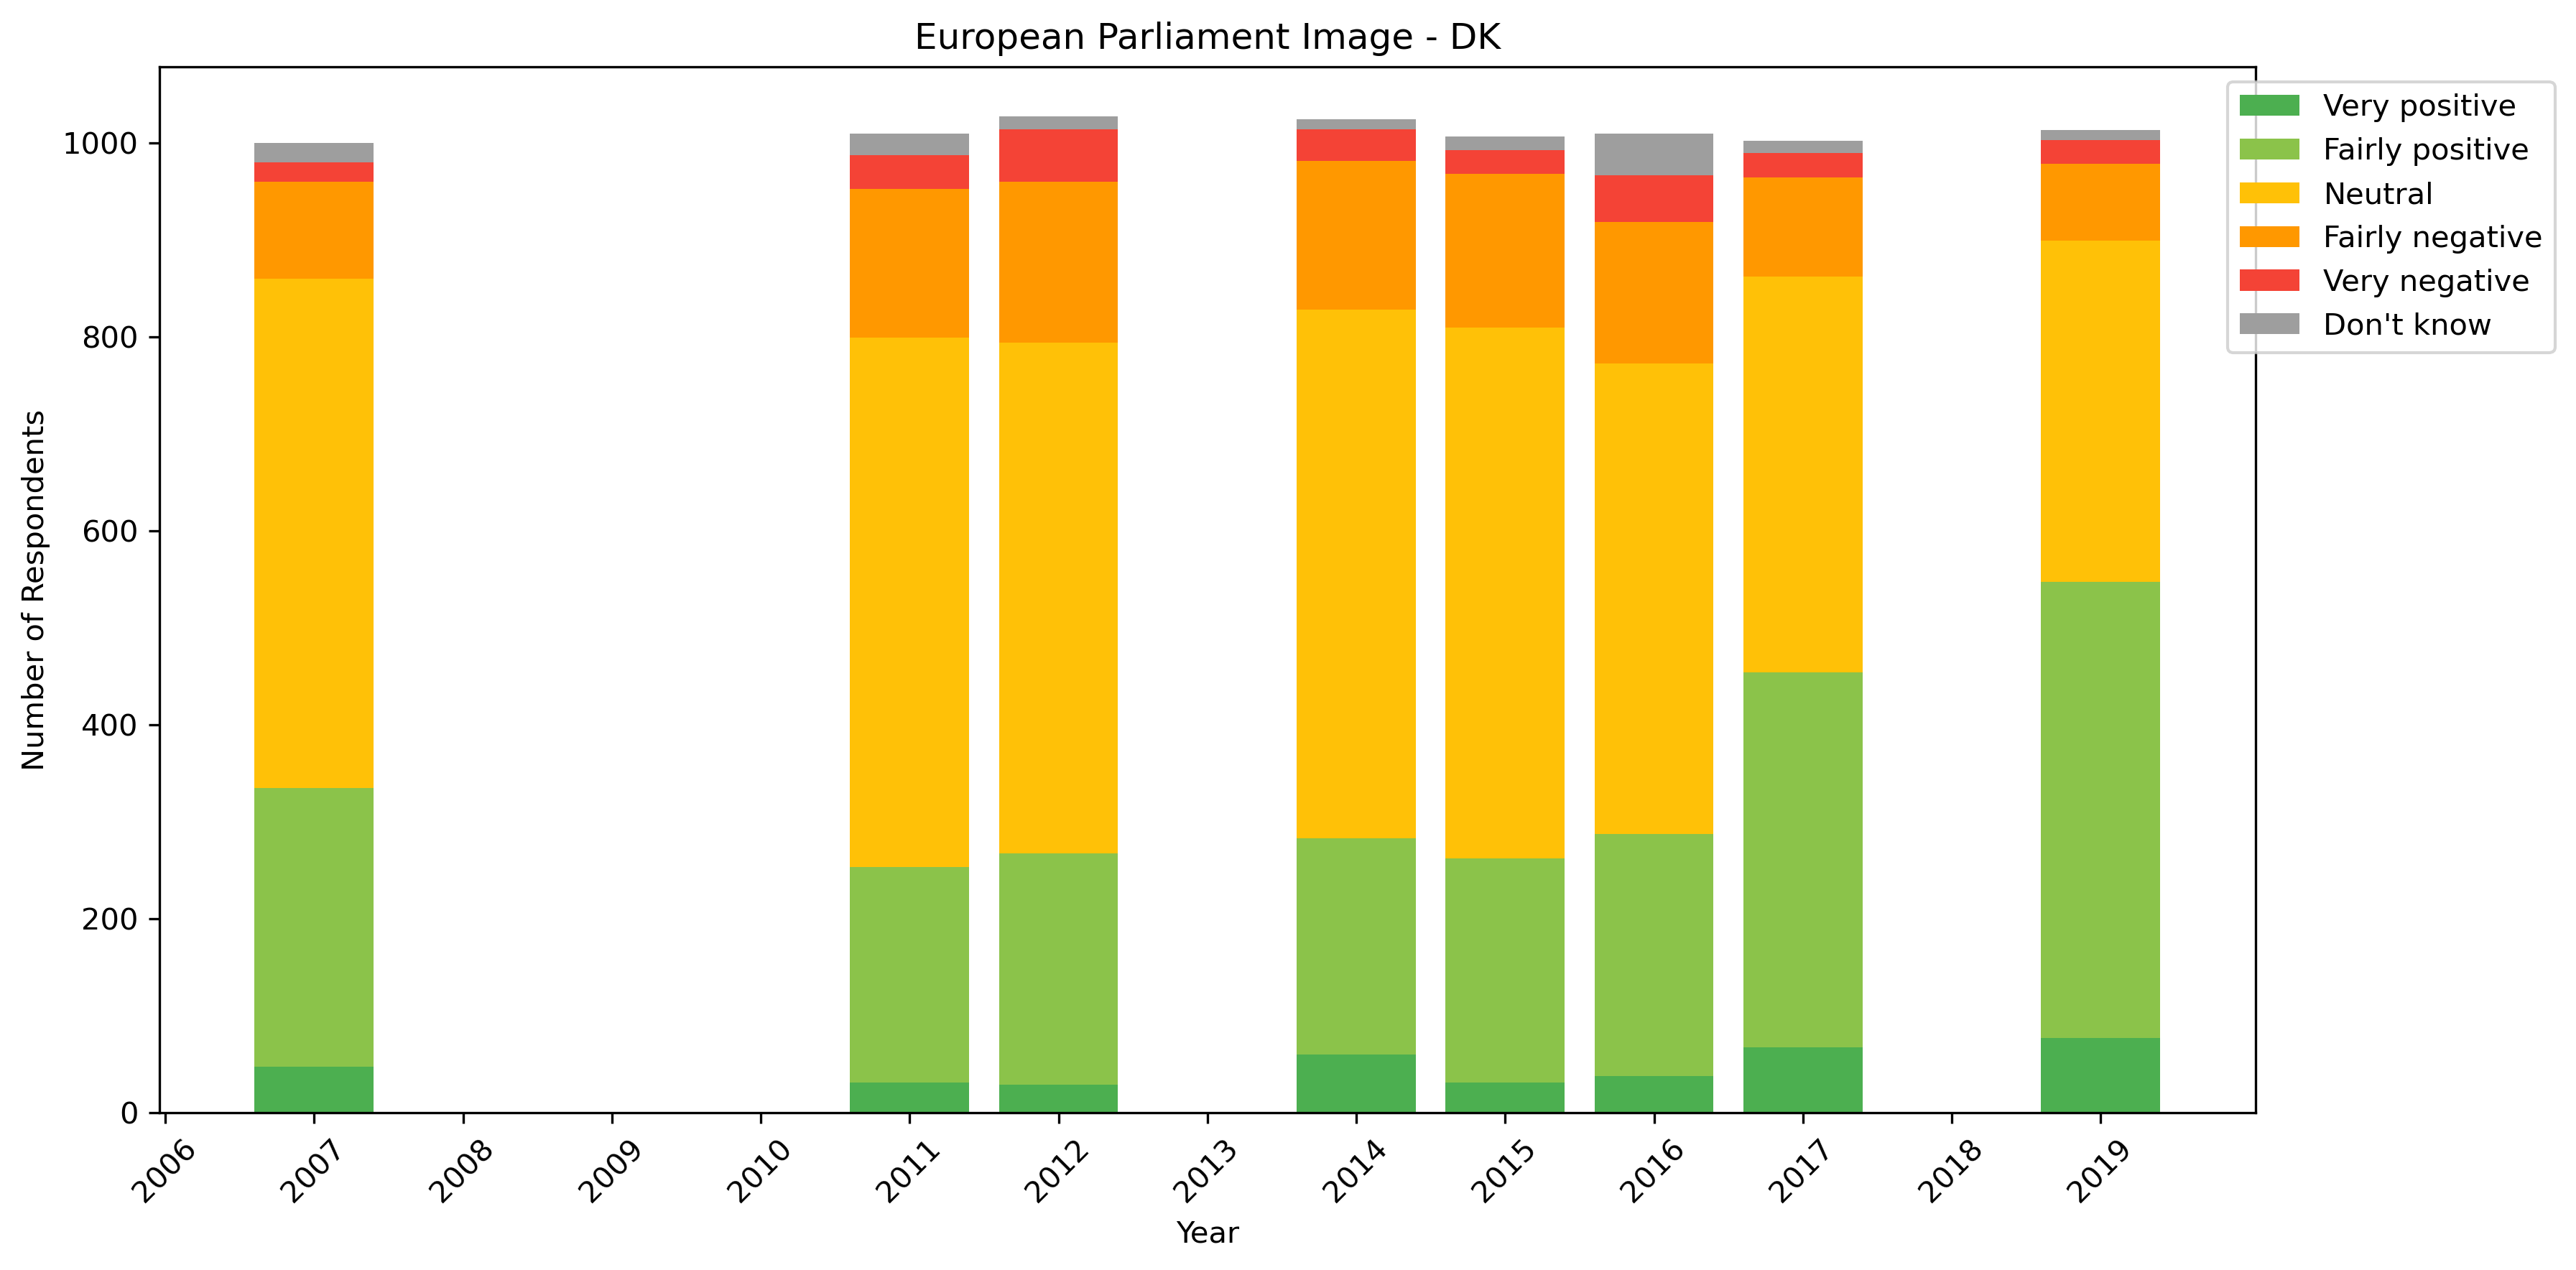 European Parliament Image - DK
Very positive
Fairly positive
Neutral
Fairly negative
Very negative
Don't know
Number of Respondents
1000
800
600
400
200
0
2006
2007
2008
2009
2010
2011
2012
2013
2014
2015
2016
2017
2018
2019
Year